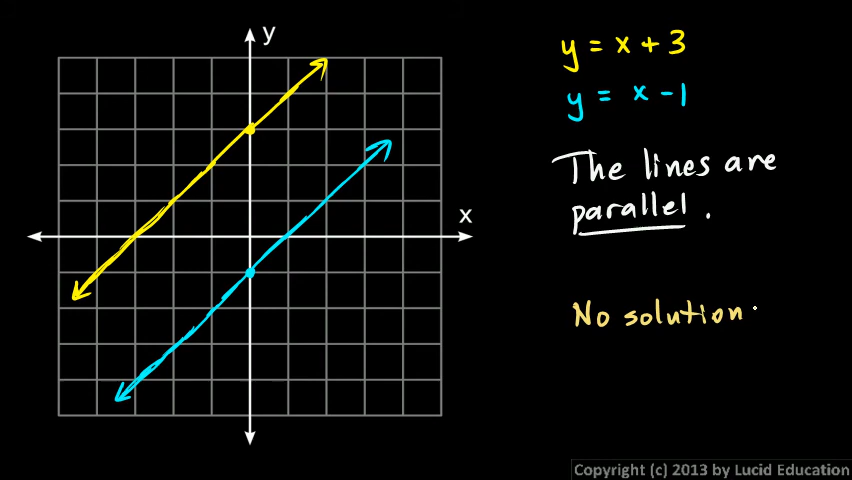 y
y = x + 3
y = x - 1
The lines are
parallel.
x
No solution
Copyright (c) 2013 by Lucid Education